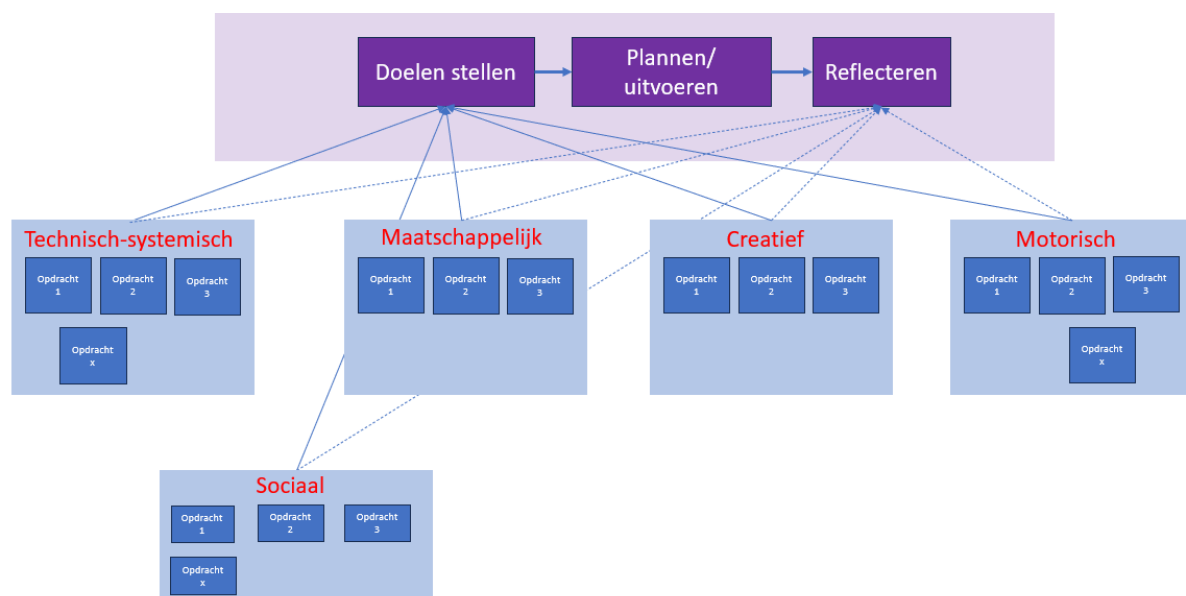 Doelen stellen
Plannen/
uitvoeren
Reflecteren
Technisch-systemisch
Opdracht
1
Opdracht
2
Opdracht
3
Opdracht
x
Maatschappelijk
Opdracht
1
Opdracht
2
Opdracht
3
Creatief
Opdracht
1
Opdracht
2
Opdracht
3
Motorisch
Opdracht
1
Opdracht
2
Opdracht
3
Opdracht
x
Sociaal
Opdracht
1
Opdracht
2
Opdracht
3
Opdracht
x